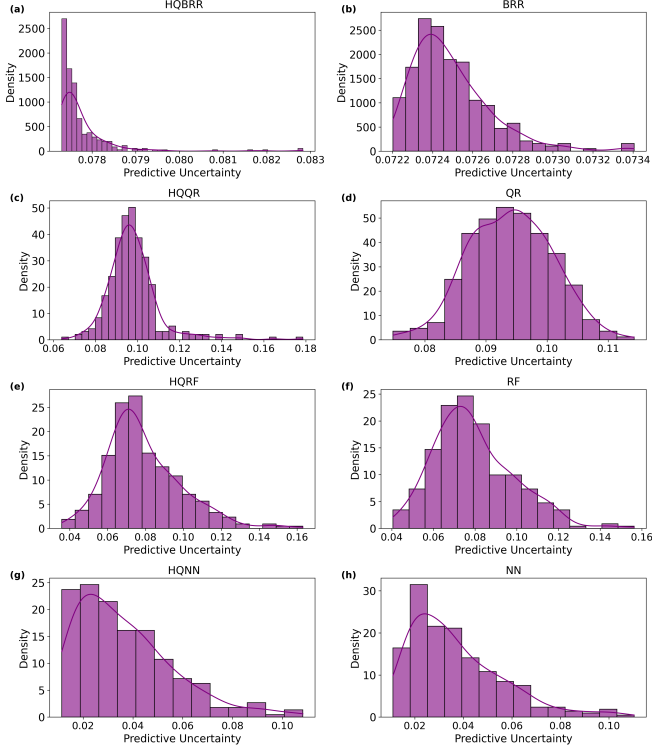 (a) HQBRR
Density
2500
2000
1500
1000
500
0
0.078 0.079 0.080 0.081 0.082 0.083
Predictive Uncertainty
(b) BRR
Density
2500
2000
1500
1000
500
0
0.0722 0.0724 0.0726 0.0728 0.0730 0.0732 0.0734
Predictive Uncertainty
(c) HQQR
Density
50
40
30
20
10
0
0.06 0.08 0.10 0.12 0.14 0.16 0.18
Predictive Uncertainty
(d) QR
Density
50
40
30
20
10
0
0.08 0.09 0.10 0.11
Predictive Uncertainty
(e) HQRF
Density
25
20
15
10
5
0
0.04 0.06 0.08 0.10 0.12 0.14 0.16
Predictive Uncertainty
(f) RF
Density
25
20
15
10
5
0
0.04 0.06 0.08 0.10 0.12 0.14 0.16
Predictive Uncertainty
(g) HQNN
Density
25
20
15
10
5
0
0.02 0.04 0.06 0.08 0.10
Predictive Uncertainty
(h) NN
Density
30
20
10
0
0.02 0.04 0.06 0.08 0.10
Predictive Uncertainty